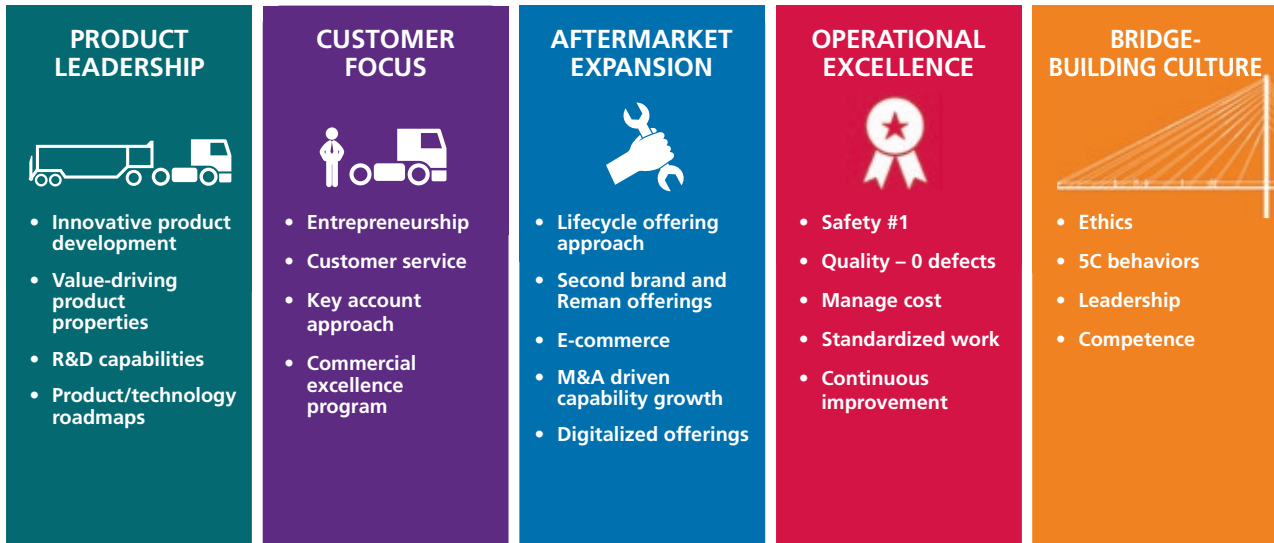 PRODUCT
LEADERSHIP
• Innovative product
development
• Value-driving
product
properties
• R&D capabilities
• Product/technology
roadmaps
CUSTOMER
FOCUS
• Entrepreneurship
• Customer service
• Key account
approach
• Commercial
excellence
program
AFTERMARKET
EXPANSION
• Lifecycle offering
approach
• Second brand and
Reman offerings
• E-commerce
• M&A driven
capability growth
• Digitalized offerings
OPERATIONAL
EXCELLENCE
• Safety #1
• Quality – 0 defects
• Manage cost
• Standardized work
• Continuous
improvement
BRIDGE-
BUILDING CULTURE
• Ethics
• 5C behaviors
• Leadership
• Competence